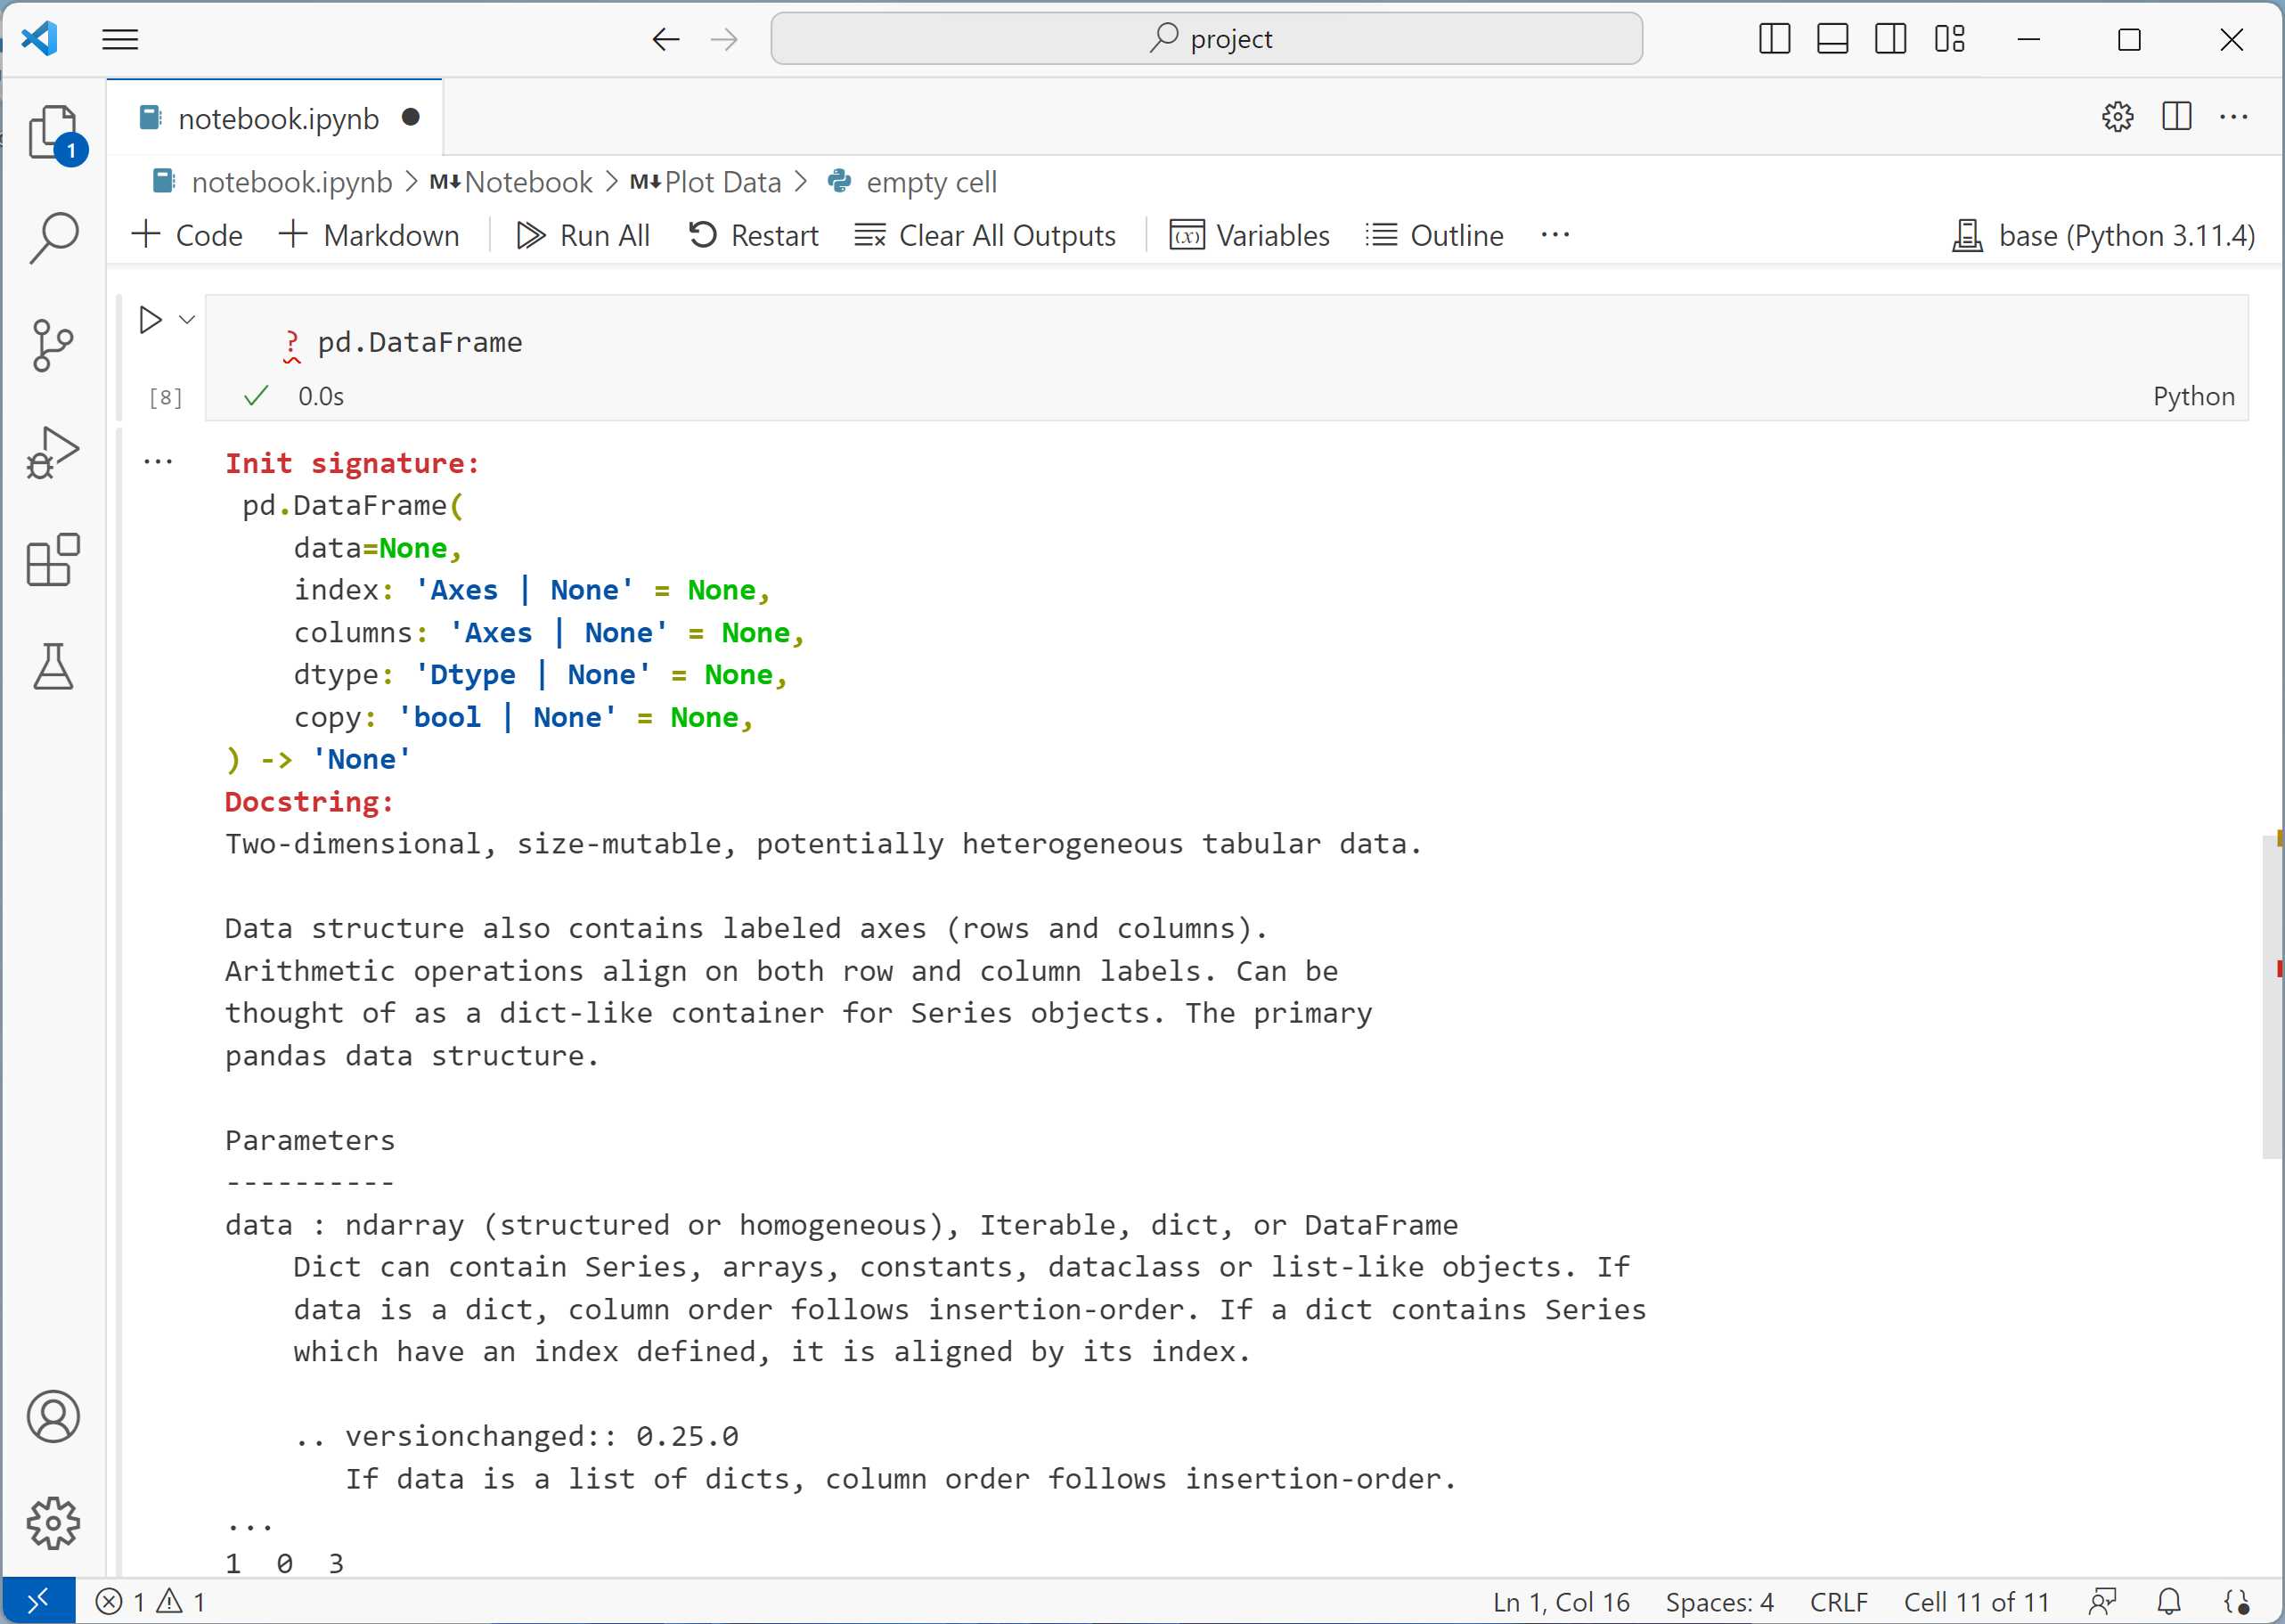 project
notebook.ipynb
1
notebook.ipynb > M↓Notebook > M↓Plot Data > empty cell
+ Code + Markdown Run All Restart Clear All Outputs (x) Variables Outline ... base (Python 3.11.4)
? pd.DataFrame
[8] 0.0s Python
... Init signature:
pd.DataFrame(
data=None,
index: 'Axes | None' = None,
columns: 'Axes | None' = None,
dtype: 'Dtype | None' = None,
copy: 'bool | None' = None,
) -> 'None'
Docstring:
Two-dimensional, size-mutable, potentially heterogeneous tabular data.
Data structure also contains labeled axes (rows and columns).
Arithmetic operations align on both row and column labels. Can be
thought of as a dict-like container for Series objects. The primary
pandas data structure.
Parameters
----------
data : ndarray (structured or homogeneous), Iterable, dict, or DataFrame
Dict can contain Series, arrays, constants, dataclass or list-like objects. If
data is a dict, column order follows insertion-order. If a dict contains Series
which have an index defined, it is aligned by its index.
.. versionchanged:: 0.25.0
If data is a list of dicts, column order follows insertion-order.
...
1 0 3
1 1 Ln 1, Col 16 Spaces: 4 CRLF Cell 11 of 11